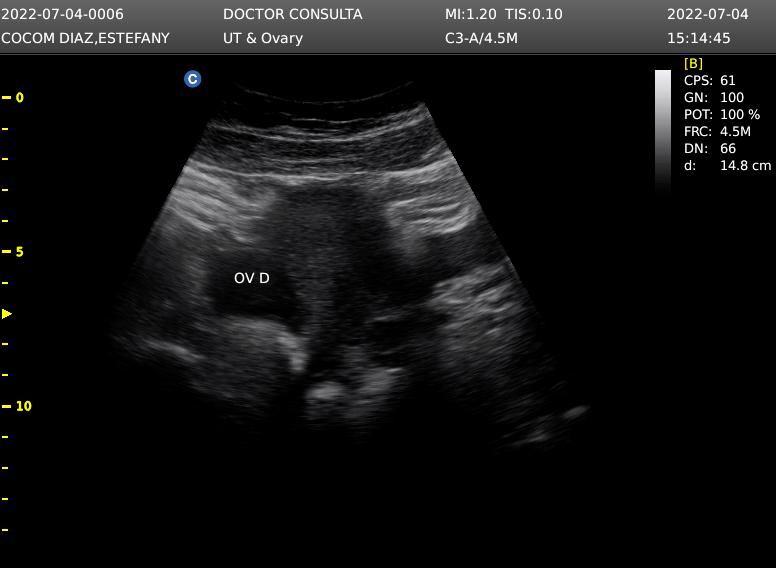 2022-07-04-0006 DOCTOR CONSULTA MI:1.20 TIS:0.10 2022-07-04
COCOM DIAZ,ESTEFANY UT & Ovary C3-A/4.5M 15:14:45
C
[B]
CPS: 61
GN: 100
POT: 100 %
FRC: 4.5M
DN: 66
d: 14.8 cm
0
5
OV D
10